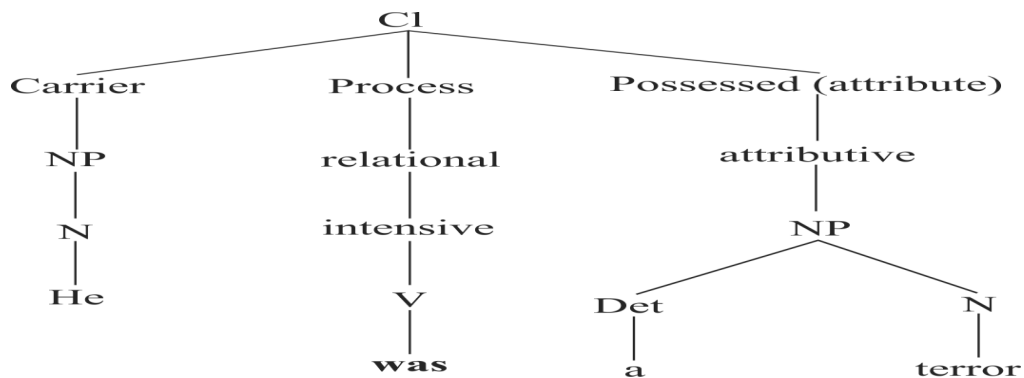 Cl
Carrier Process Possessed (attribute)
NP relational attributive
N intensive NP
He V Det N
was a terror